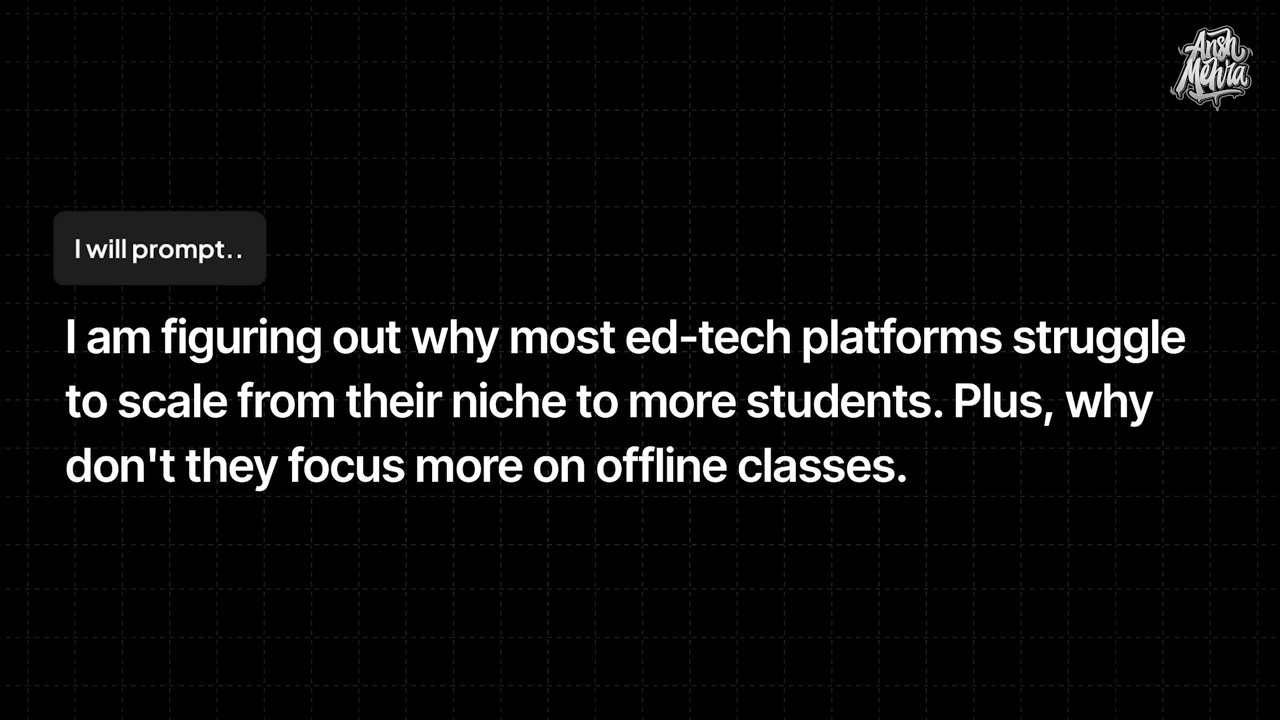 Ansh
Mehra
I will prompt..
I am figuring out why most ed-tech platforms struggle
to scale from their niche to more students. Plus, why
don't they focus more on offline classes.